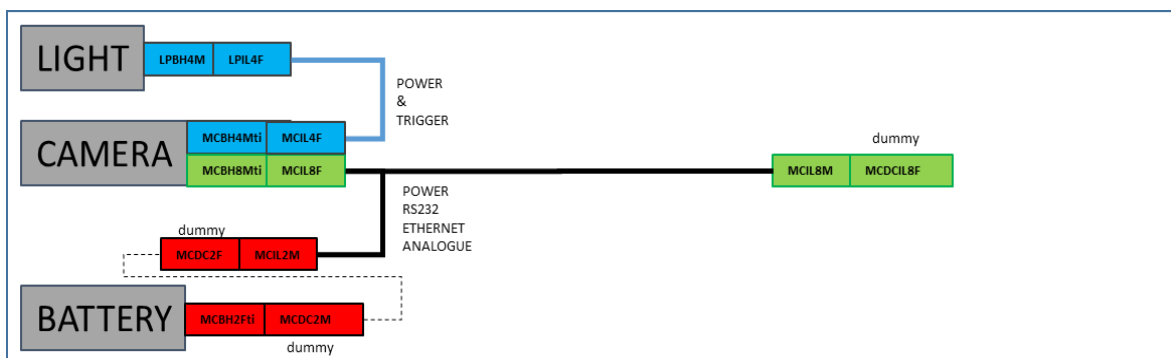 LIGHT
LPBH4M
LPIL4F
POWER
&
TRIGGER
CAMERA
MCBH4Mti
MCIL4F
MCBH8Mti
MCIL8F
dummy
MCIL8M
MCDCIL8F
POWER
RS232
ETHERNET
ANALOGUE
dummy
MCDC2F
MCIL2M
BATTERY
MCBH2Fti
MCDC2M
dummy